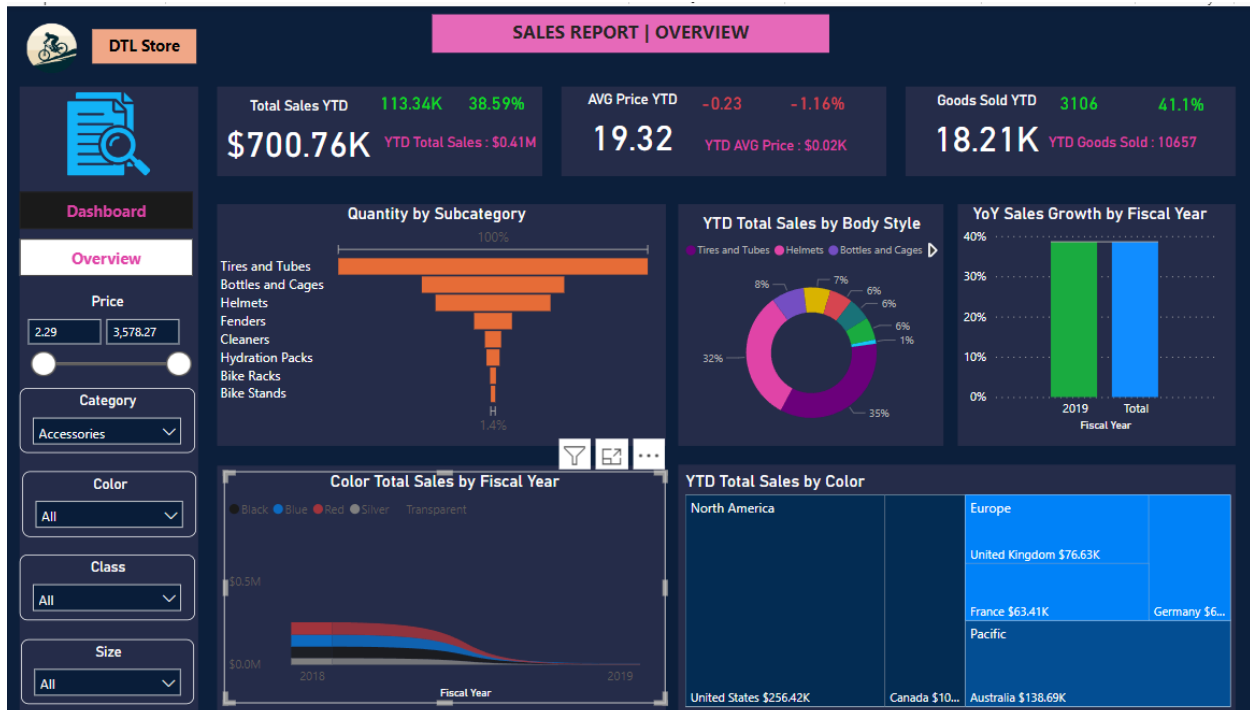 DTL Store
SALES REPORT | OVERVIEW
Total Sales YTD 113.34K 38.59%
$700.76K YTD Total Sales : $0.41M
AVG Price YTD -0.23 -1.16%
19.32 YTD AVG Price : $0.02K
Goods Sold YTD 3106 41.1%
18.21K YTD Goods Sold : 10657
Dashboard
Overview
Price
2.29 3,578.27
Category
Accessories
Color
All
Class
All
Size
All
Quantity by Subcategory
100%
Tires and Tubes
Bottles and Cages
Helmets
Fenders
Cleaners
Hydration Packs
Bike Racks
Bike Stands
1.4%
YTD Total Sales by Body Style
Tires and Tubes Helmets Bottles and Cages
8%
7%
6%
6%
6%
1%
32%
35%
YoY Sales Growth by Fiscal Year
40%
30%
20%
10%
0%
2019 Total
Fiscal Year
Color Total Sales by Fiscal Year
Black Blue Red Silver Transparent
$0.5M
$0.0M
2018 2019
Fiscal Year
YTD Total Sales by Color
North America
United States $256.42K
Canada $10...
Europe
United Kingdom $76.63K
France $63.41K
Germany $6...
Pacific
Australia $138.69K